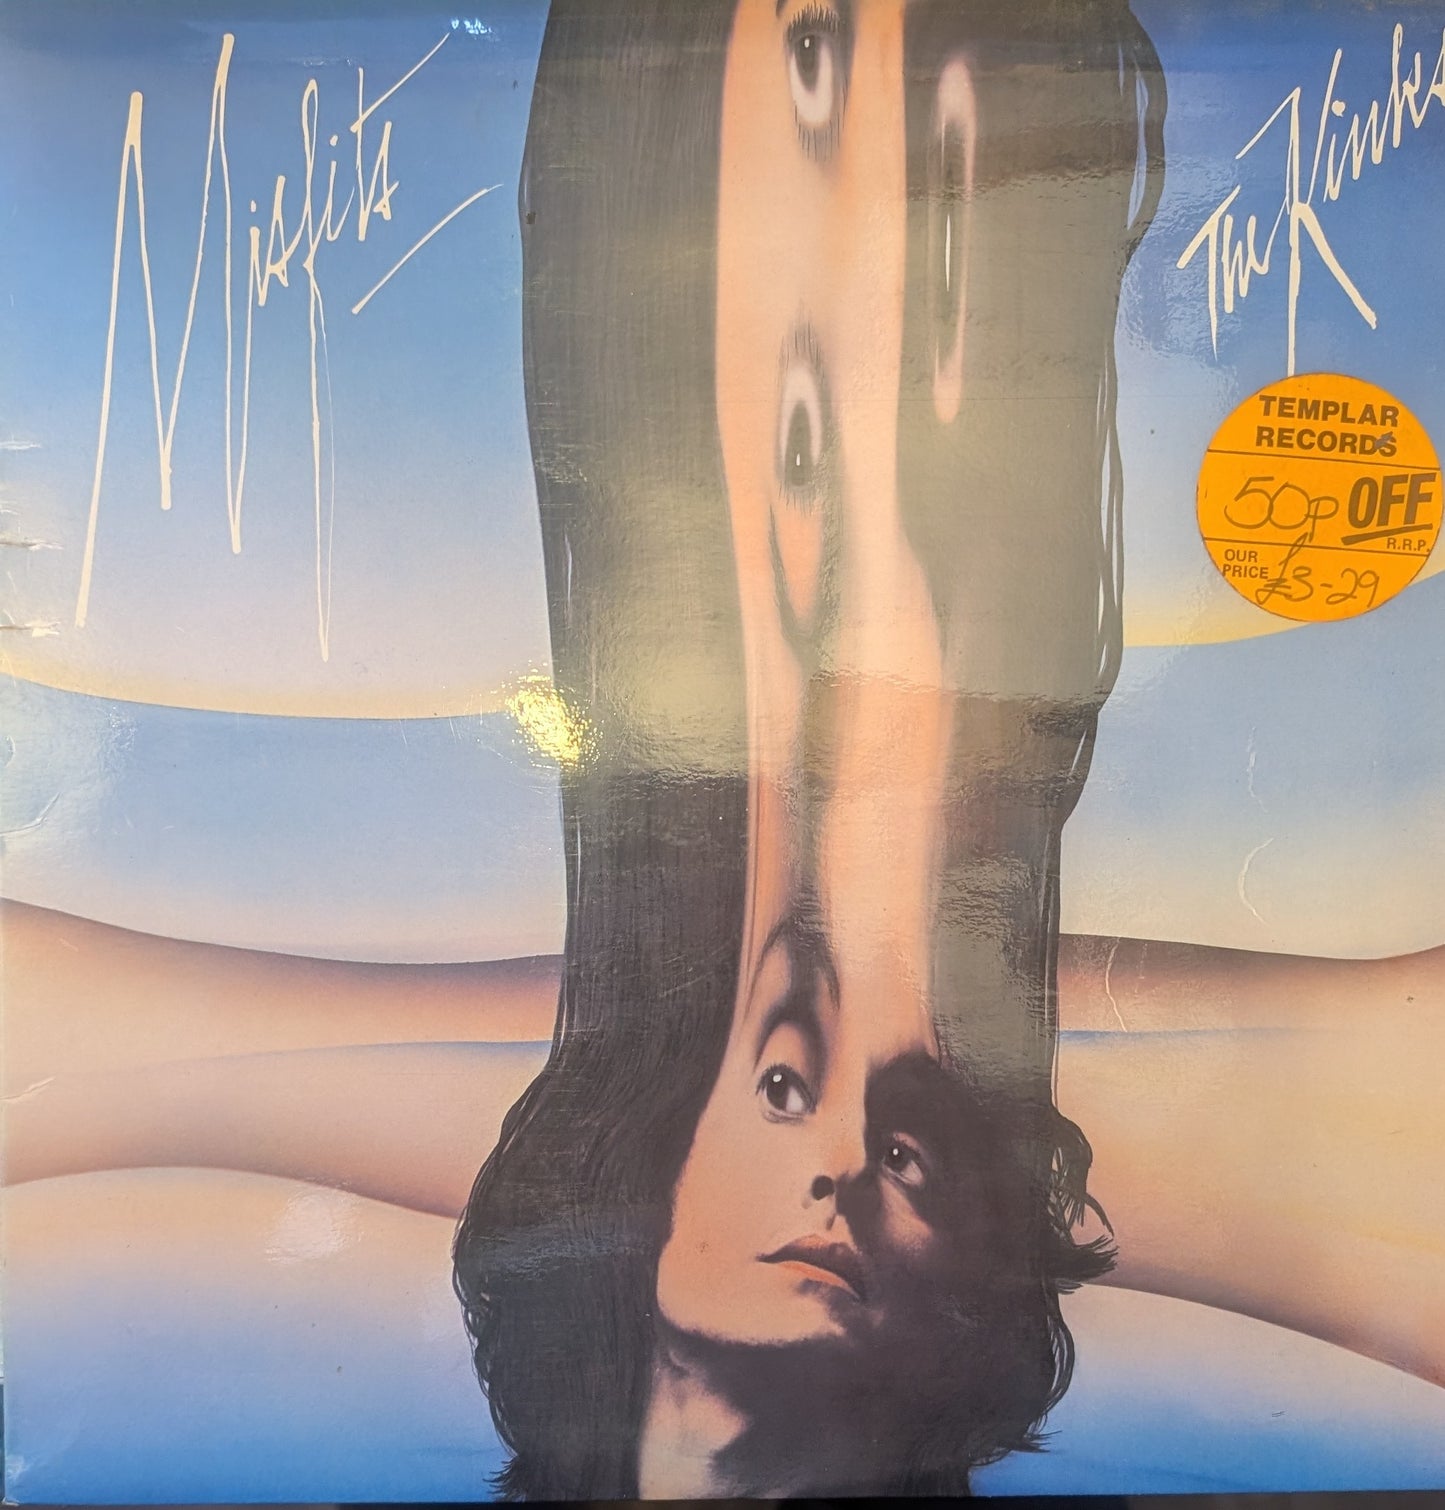 Misfits
The Kinks
TEMPLAR
RECORDS
50p OFF
R.R.P.
OUR
PRICE £3-29